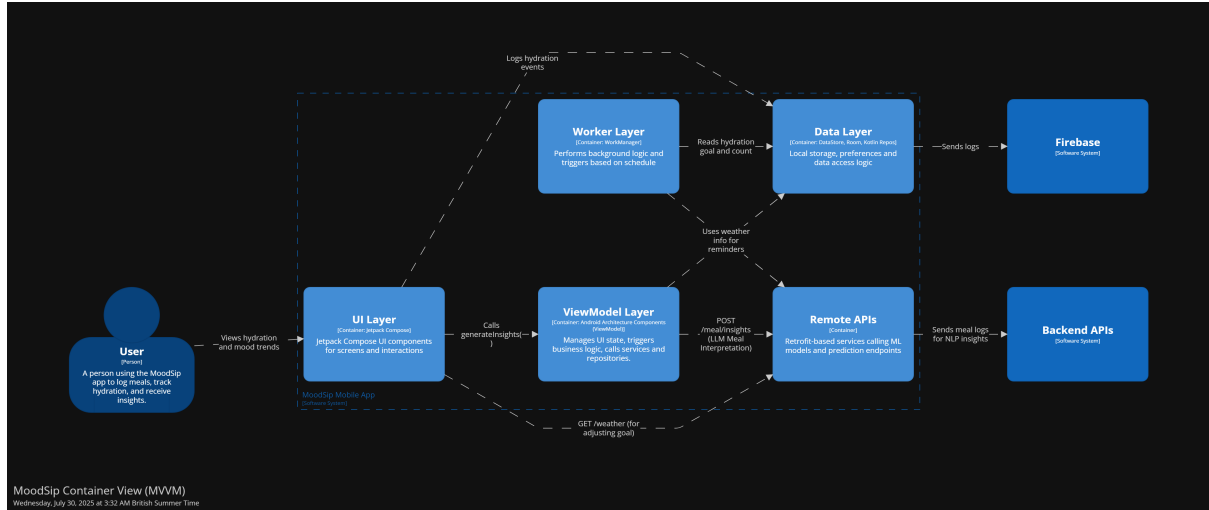 Logs hydration
events
Worker Layer
[Container: WorkManager]
Performs background logic and
triggers based on schedule
Reads hydration
goal and count
Data Layer
[Container: DataStore, Room, Kotlin Repos]
Local storage, preferences and
data access logic
Sends logs
Firebase
[Software System]
Uses weather
info for
reminders
User
[Person]
A person using the MoodSip
app to log meals, track
hydration, and receive
insights.
Views hydration
and mood trends
UI Layer
[Container: Jetpack Compose]
Jetpack Compose UI components
for screens and interactions
Calls
generateInsights(
)
ViewModel Layer
[Container: Android Architecture Components
(ViewModel)]
Manages UI state, triggers
business logic, calls services and
repositories.
POST
/meal/insights
(LLM Meal
Interpretation)
Remote APIs
[Container]
Retrofit-based services calling ML
models and prediction endpoints
Sends meal logs
for NLP insights
Backend APIs
[Software System]
MoodSip Mobile App
[Software System]
GET /weather (for
adjusting goal)
MoodSip Container View (MVVM)
Wednesday, July 30, 2025 at 3:32 AM British Summer Time